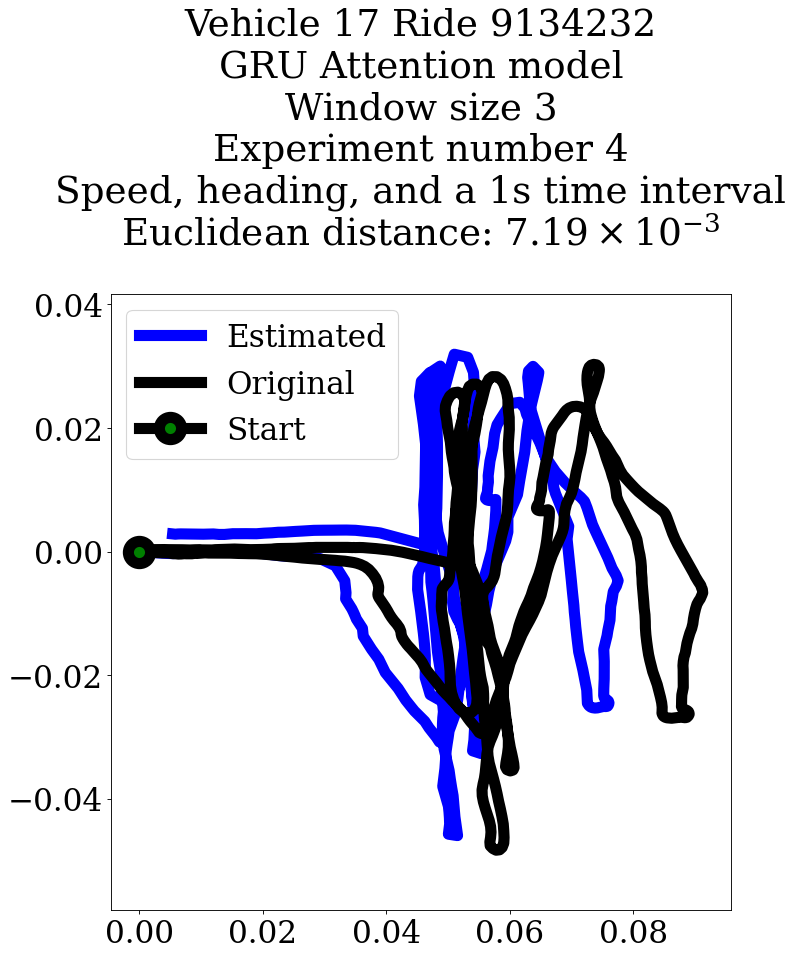 Vehicle 17 Ride 9134232
GRU Attention model
Window size 3
Experiment number 4
Speed, heading, and a 1s time interval
Euclidean distance: 7.19 × 10⁻³
0.04
Estimated
Original
0.02
Start
0.00
−0.02
−0.04
0.00 0.02 0.04 0.06 0.08